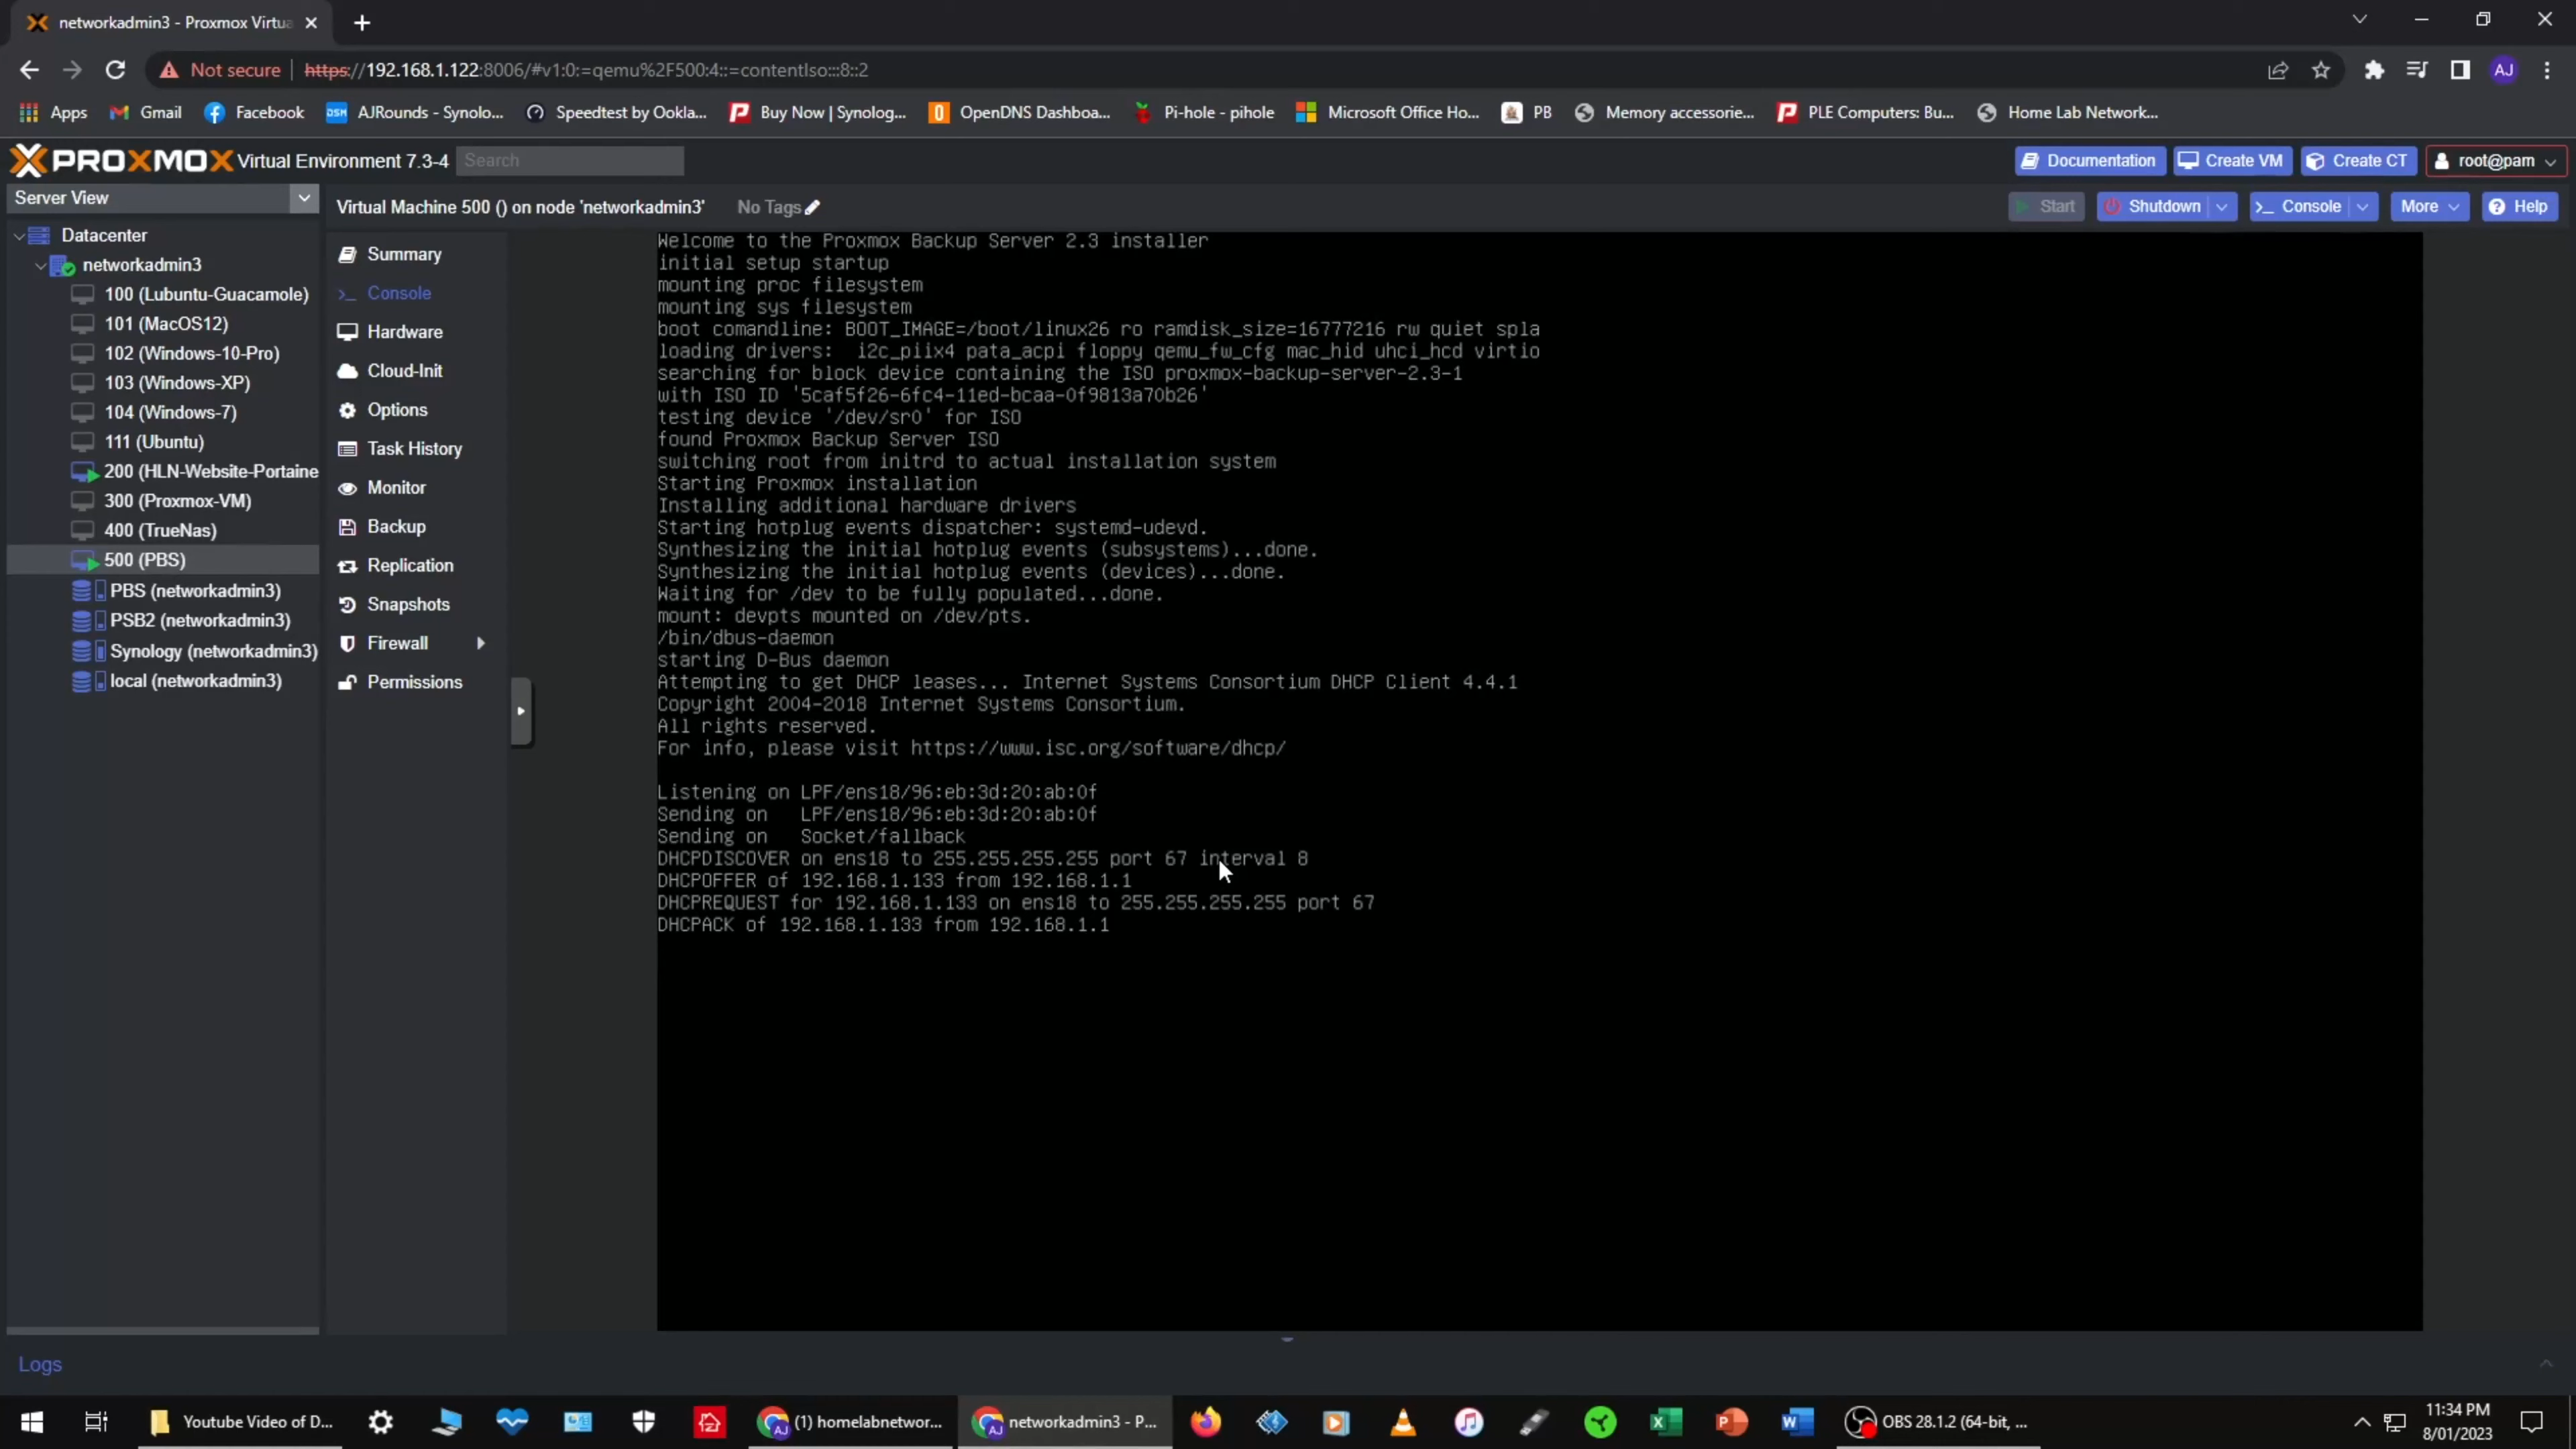 networkadmin3 - Proxmox Virtua
Not secure
https://192.168.1.122:8006/#v1:0:=qemu%2F500:4::=contentIso:::8::2
AJ
Apps
Gmail
Facebook
DSM
AJRounds - Synolo...
Speedtest by Ookla...
Buy Now | Synolog...
OpenDNS Dashboa...
Pi-hole - pihole
Microsoft Office Ho...
PB
Memory accessorie...
PLE Computers: Bu...
Home Lab Network...
PROXMOX Virtual Environment 7.3-4
Search
Documentation
Create VM
Create CT
root@pam
Server View
Virtual Machine 500 () on node 'networkadmin3'
No Tags
Start
Shutdown
Console
More
Help
Datacenter
networkadmin3
100 (Lubuntu-Guacamole)
101 (MacOS12)
102 (Windows-10-Pro)
103 (Windows-XP)
104 (Windows-7)
111 (Ubuntu)
200 (HLN-Website-Portaine
300 (Proxmox-VM)
400 (TrueNas)
500 (PBS)
PBS (networkadmin3)
PSB2 (networkadmin3)
Synology (networkadmin3)
local (networkadmin3)
Summary
Console
Hardware
Cloud-Init
Options
Task History
Monitor
Backup
Replication
Snapshots
Firewall
Permissions
Welcome to the Proxmox Backup Server 2.3 installer
initial setup startup
mounting proc filesystem
mounting sys filesystem
boot comandline: BOOT_IMAGE=/boot/linux26 ro ramdisk_size=16777216 rw quiet spla
loading drivers:  i2c_piix4 pata_acpi floppy qemu_fw_cfg mac_hid uhci_hcd virtio
searching for block device containing the ISO proxmox-backup-server-2.3-1
with ISO ID '5caf5f26-6fc4-11ed-bcaa-0f9813a70b26'
testing device '/dev/sr0' for ISO
found Proxmox Backup Server ISO
switching root from initrd to actual installation system
Starting Proxmox installation
Installing additional hardware drivers
Starting hotplug events dispatcher: systemd-udevd.
Synthesizing the initial hotplug events (subsystems)...done.
Synthesizing the initial hotplug events (devices)...done.
Waiting for /dev to be fully populated...done.
mount: devpts mounted on /dev/pts.
/bin/dbus-daemon
starting D-Bus daemon
Attempting to get DHCP leases... Internet Systems Consortium DHCP Client 4.4.1
Copyright 2004-2018 Internet Systems Consortium.
All rights reserved.
For info, please visit https://www.isc.org/software/dhcp/
Listening on LPF/ens18/96:eb:3d:20:ab:0f
Sending on   LPF/ens18/96:eb:3d:20:ab:0f
Sending on   Socket/fallback
DHCPDISCOVER on ens18 to 255.255.255.255 port 67 interval 8
DHCPOFFER of 192.168.1.133 from 192.168.1.1
DHCPREQUEST for 192.168.1.133 on ens18 to 255.255.255.255 port 67
DHCPACK of 192.168.1.133 from 192.168.1.1
Logs
Youtube Video of D...
(1) homelabnetwor...
networkadmin3 - P...
OBS 28.1.2 (64-bit, ...
11:34 PM
8/01/2023